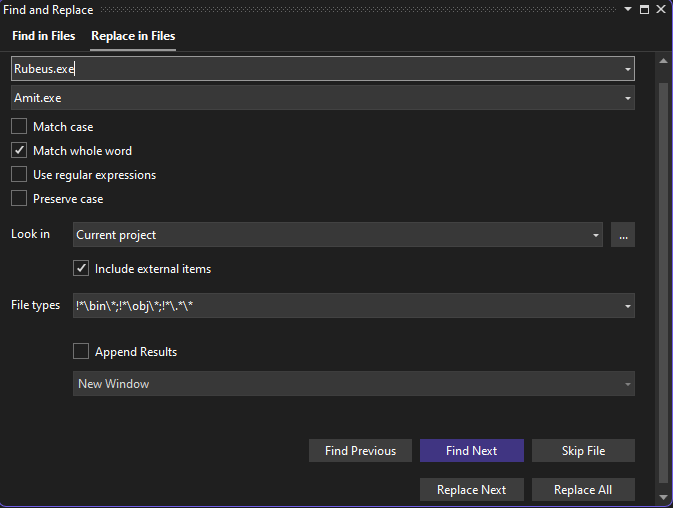 Find and Replace
Find in Files Replace in Files
Rubeus.exe
Amit.exe
Match case
Match whole word
Use regular expressions
Preserve case
Look in Current project ...
Include external items
File types !*\bin\*;!*\obj\*;!*\.*\*
Append Results
New Window
Find Previous Find Next Skip File
Replace Next Replace All